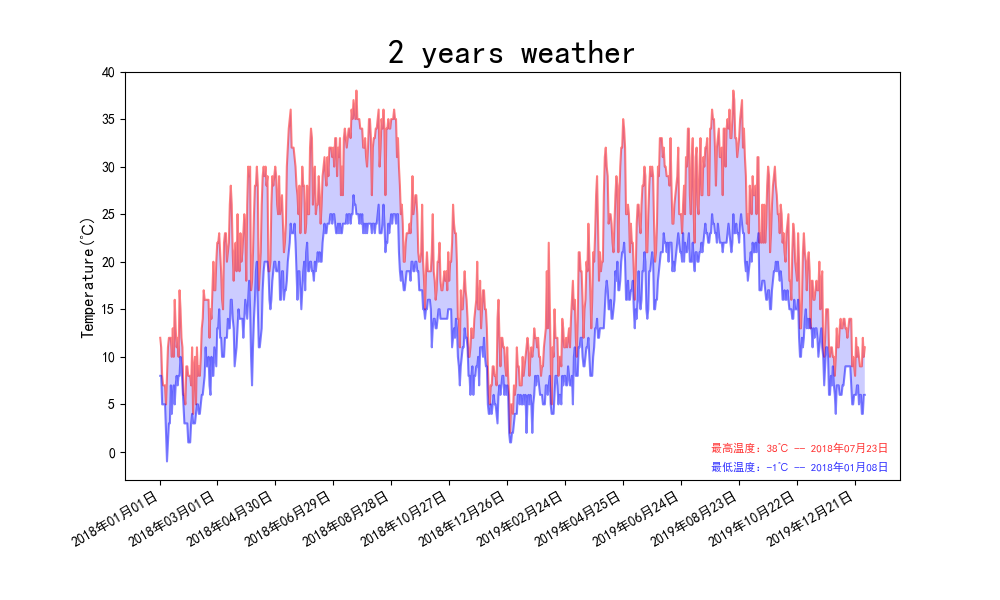 2 years weather
Temperature(℃)
40
35
30
25
20
15
10
5
0
最高温度：38℃ -- 2018年07月23日
最低温度：-1℃ -- 2018年01月08日
2018年01月01日
2018年03月01日
2018年04月30日
2018年06月29日
2018年08月28日
2018年10月27日
2018年12月26日
2019年02月24日
2019年04月25日
2019年06月24日
2019年08月23日
2019年10月22日
2019年12月21日